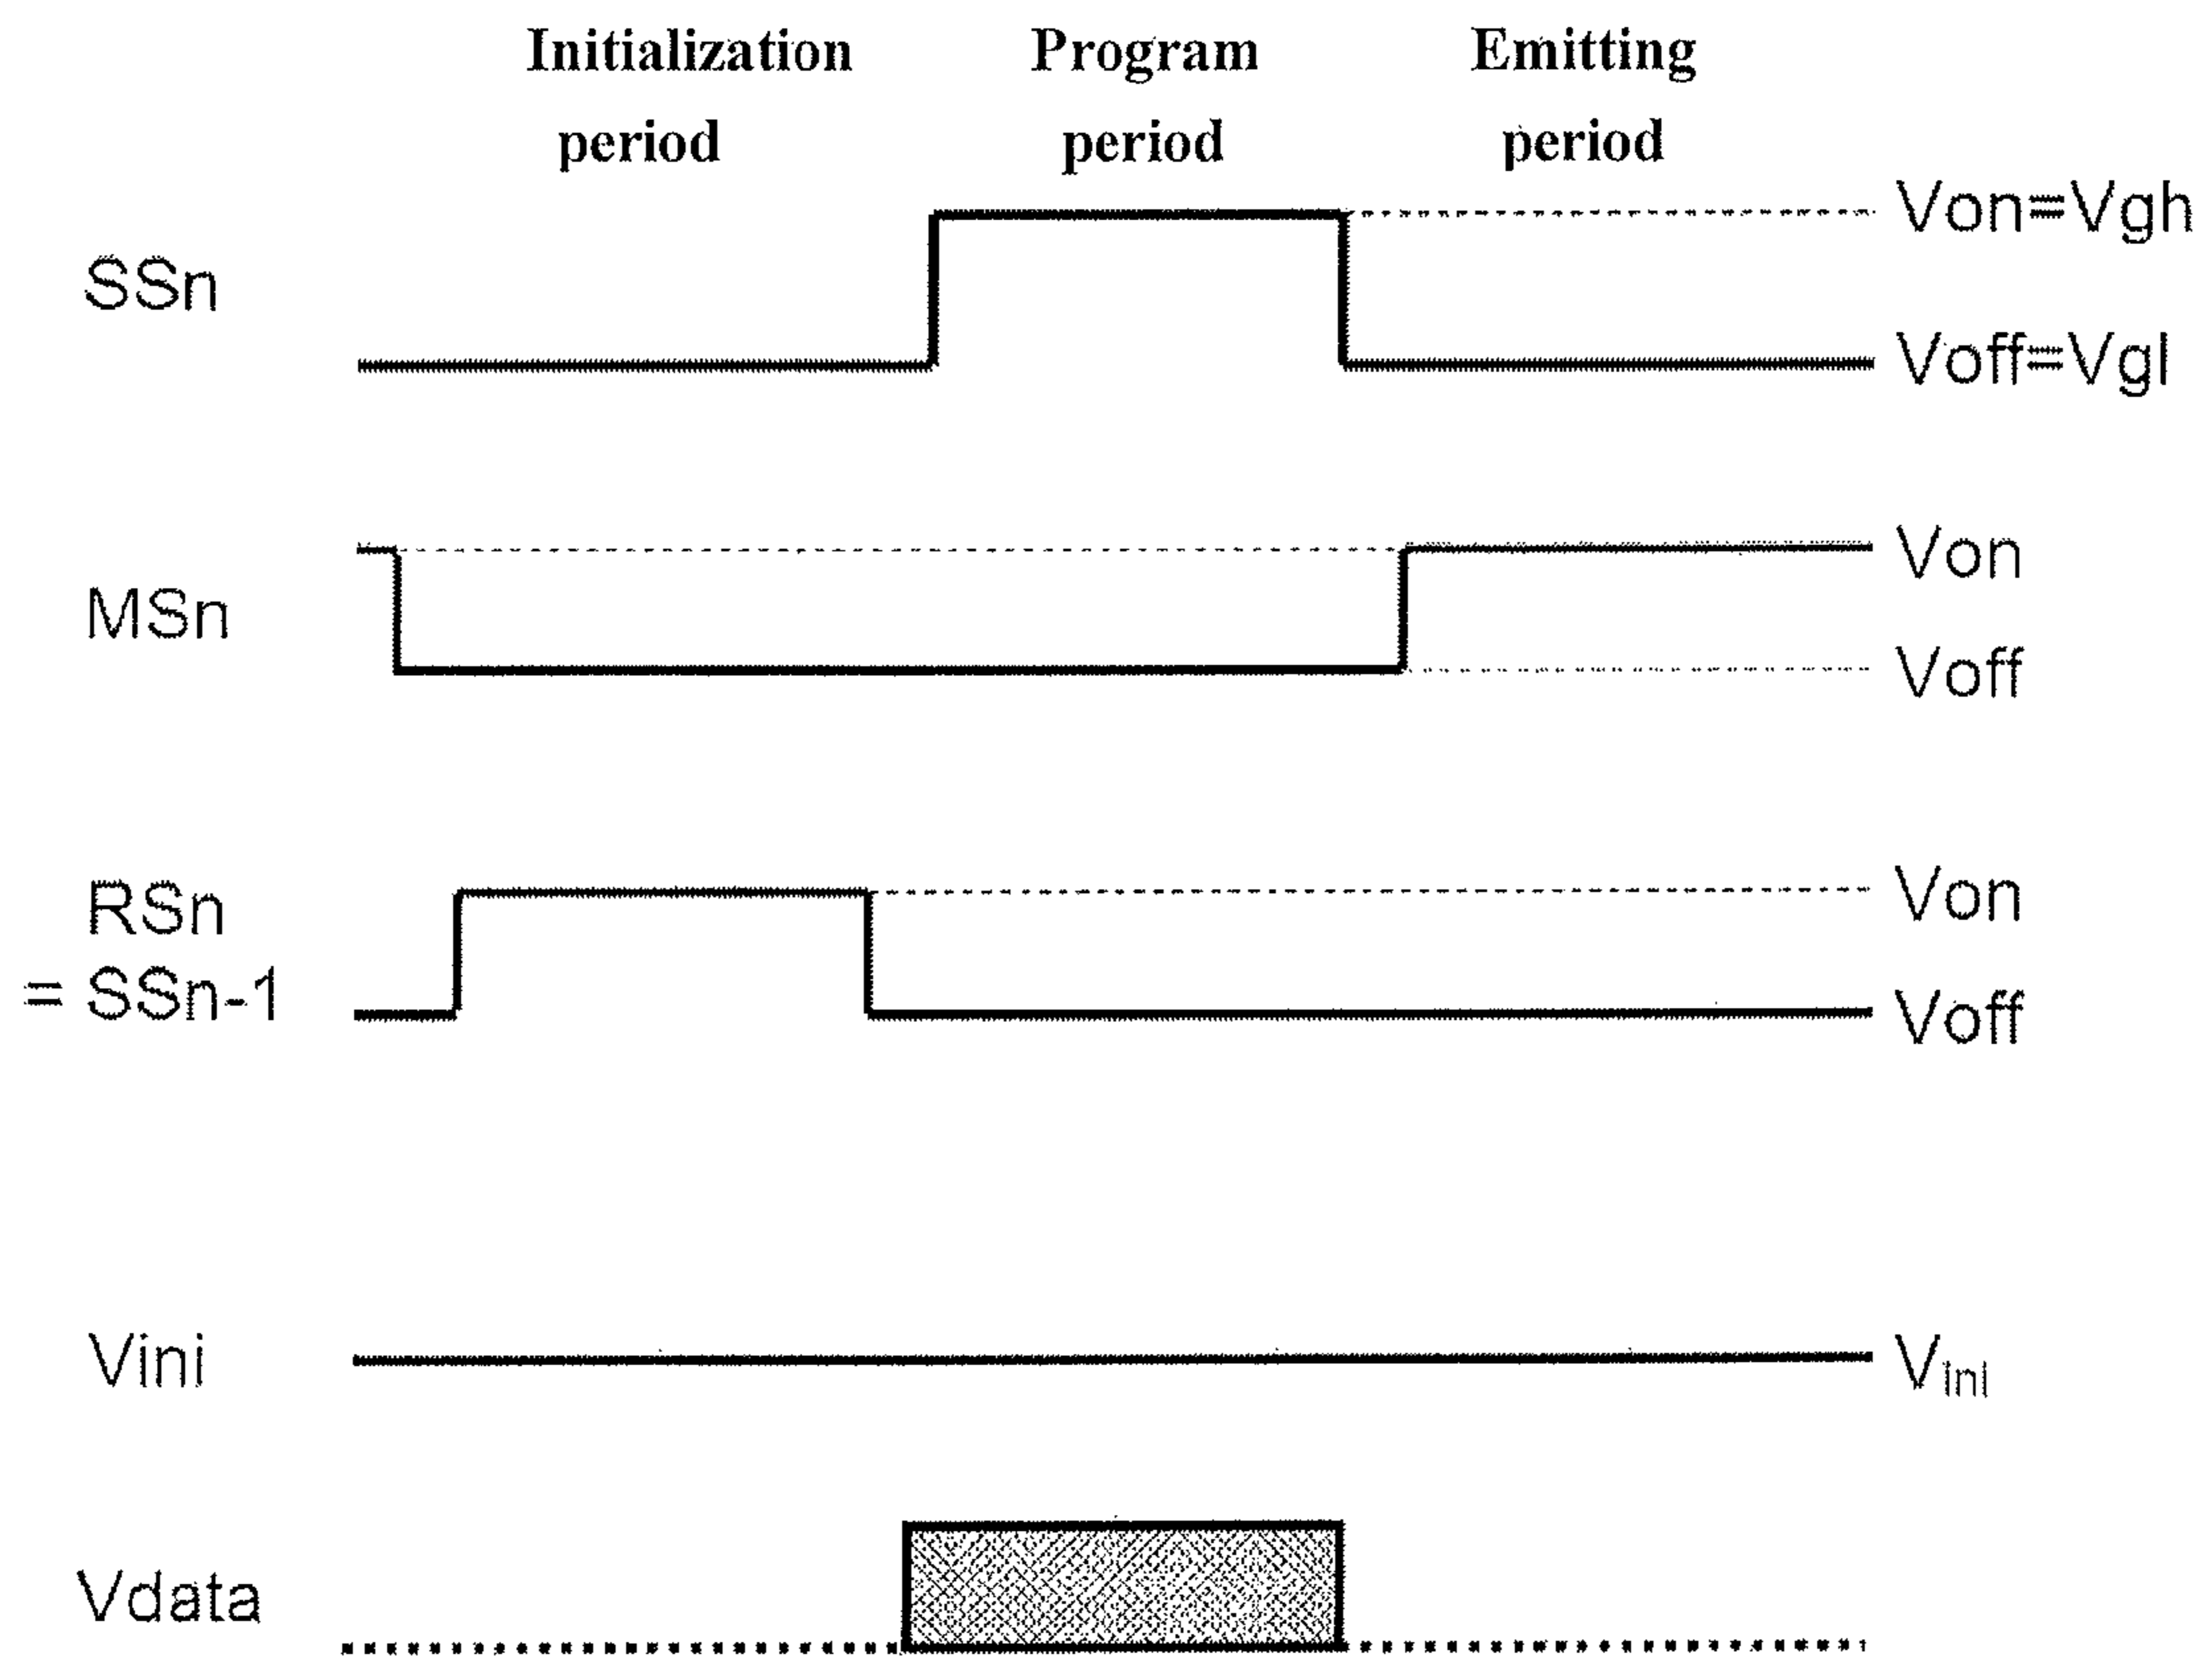 Initialization period
Program period
Emitting period
SSn
Von=Vgh
Voff=Vgl
MSn
Von
Voff
RSn
= SSn-1
Von
Voff
Vini
Vini
Vdata